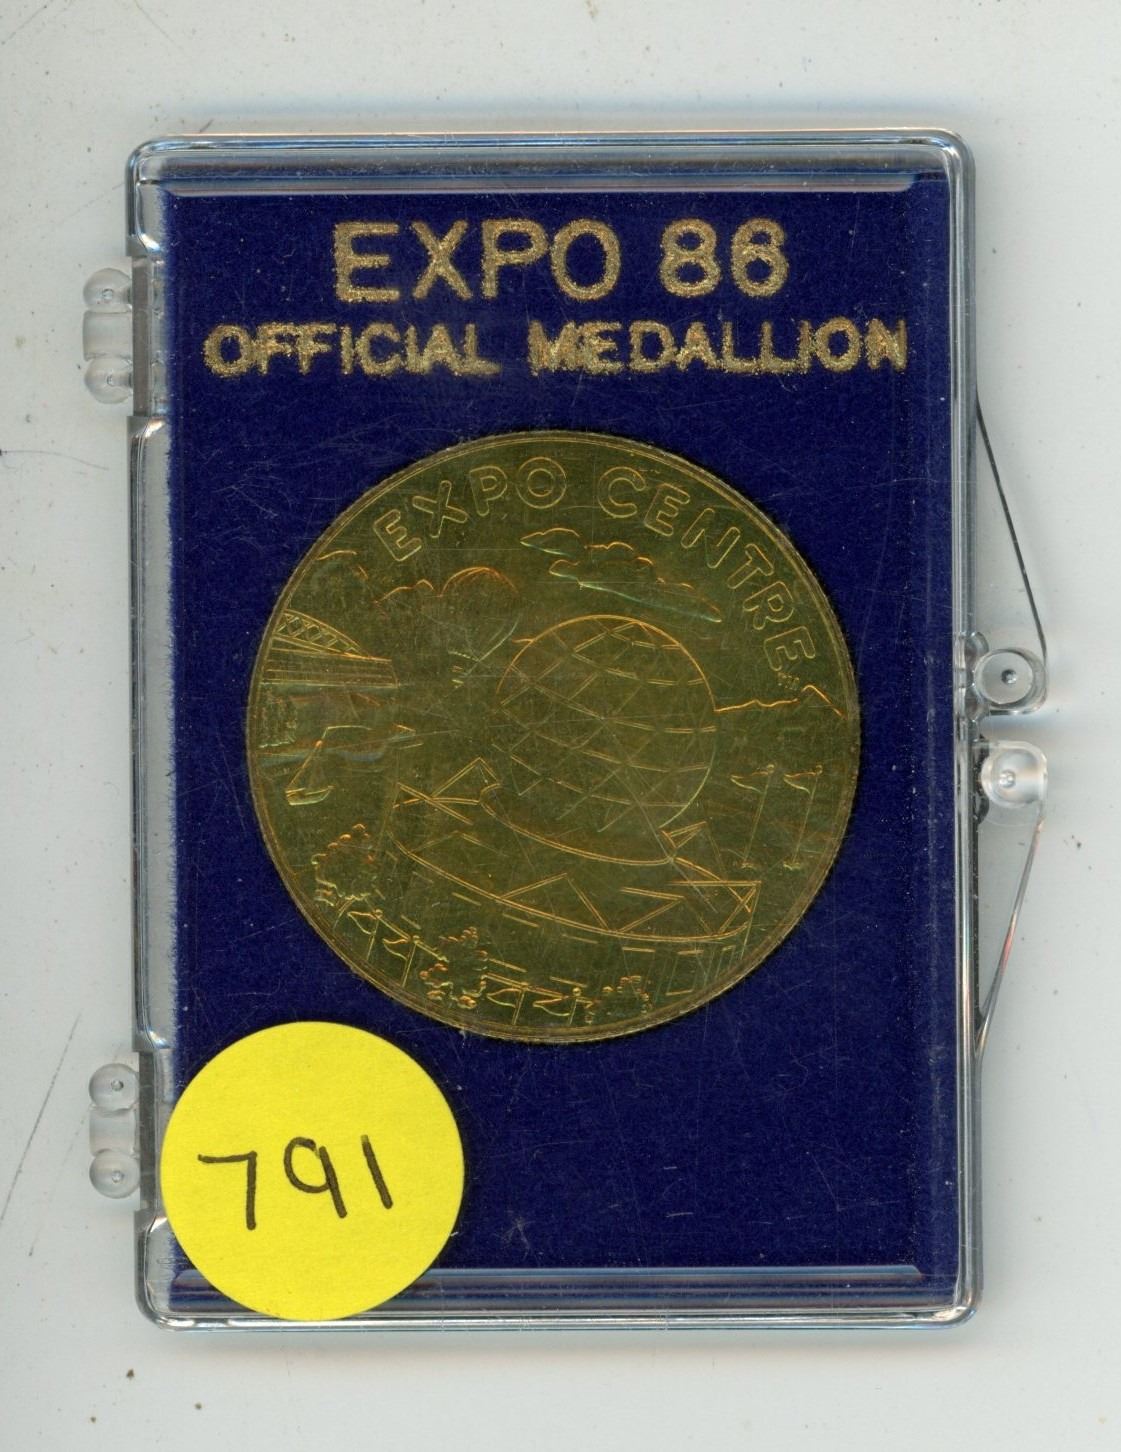 EXPO 86
OFFICIAL MEDALLION
EXPO CENTRE
791